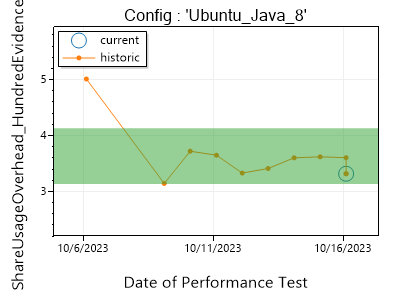 Config : 'Ubuntu_Java_8'
current
historic
ShareUsageOverhead_HundredEvidence
5
4
3
10/6/2023
10/11/2023
10/16/2023
Date of Performance Test